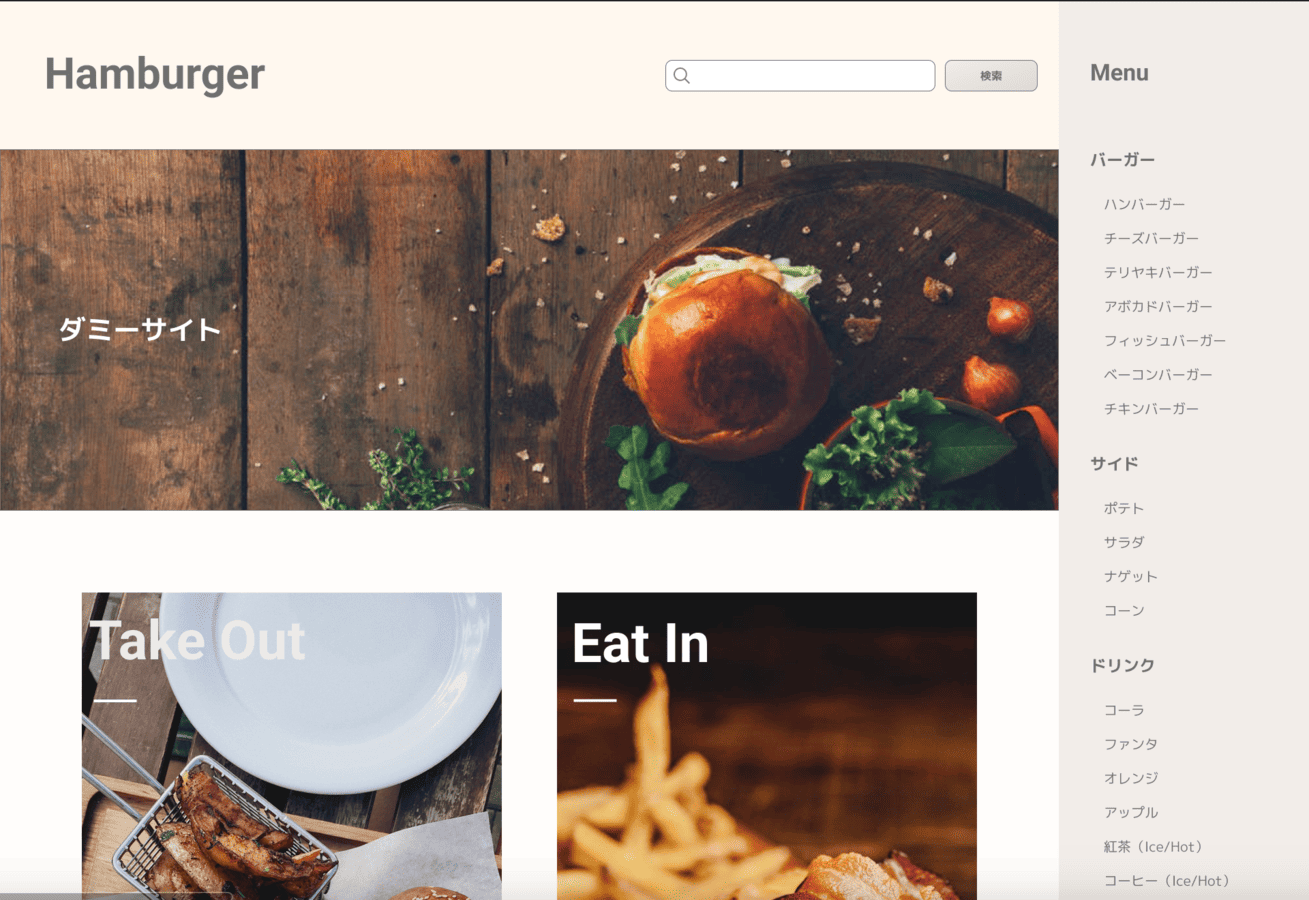 Hamburger
検索
ダミーサイト
Take Out
Eat In
Menu
バーガー
ハンバーガー
チーズバーガー
テリヤキバーガー
アボカドバーガー
フィッシュバーガー
ベーコンバーガー
チキンバーガー
サイド
ポテト
サラダ
ナゲット
コーン
ドリンク
コーラ
ファンタ
オレンジ
アップル
紅茶（Ice/Hot）
コーヒー（Ice/Hot）